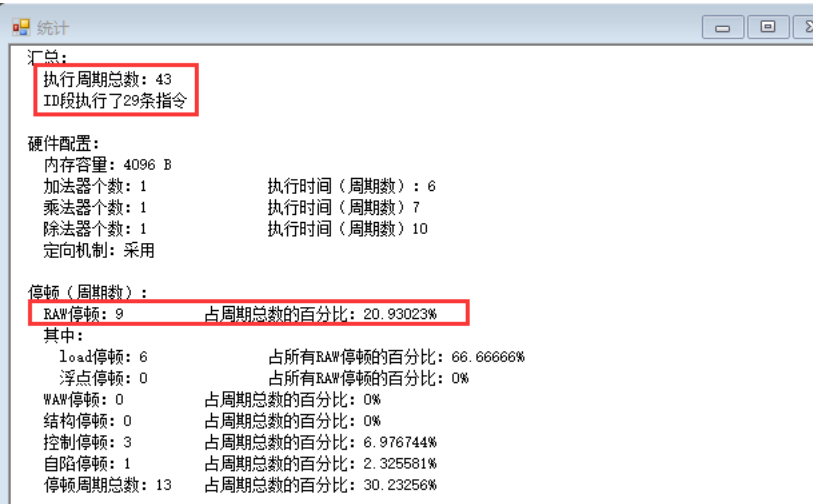 统计
汇总:
执行周期总数: 43
ID段执行了29条指令
硬件配置:
内存容量: 4096 B
加法器个数: 1 执行时间(周期数): 6
乘法器个数: 1 执行时间(周期数) 7
除法器个数: 1 执行时间(周期数) 10
定向机制: 采用
停顿(周期数):
RAW停顿: 9 占周期总数的百分比: 20.93023%
其中:
load停顿: 6 占所有RAW停顿的百分比: 66.66666%
浮点停顿: 0 占所有RAW停顿的百分比: 0%
WAW停顿: 0 占周期总数的百分比: 0%
结构停顿: 0 占周期总数的百分比: 0%
控制停顿: 3 占周期总数的百分比: 6.976744%
自陷停顿: 1 占周期总数的百分比: 2.325581%
停顿周期总数: 13 占周期总数的百分比: 30.23256%